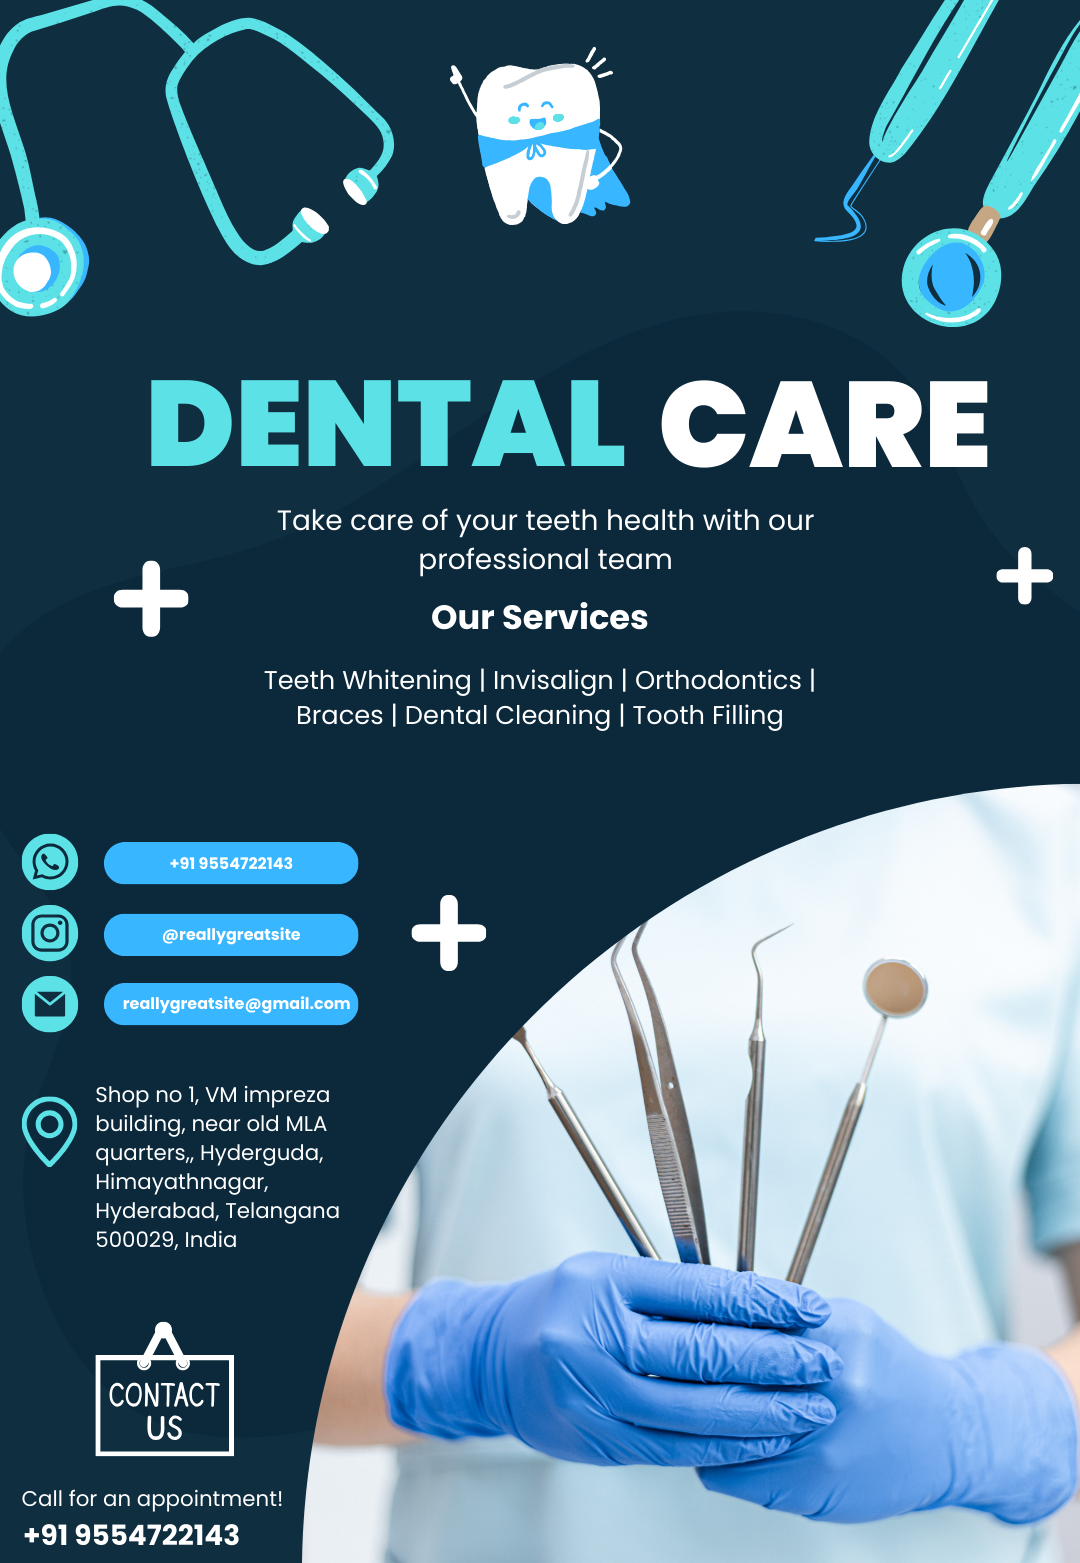 DENTAL CARE
Take care of your teeth health with our
professional team
Our Services
Teeth Whitening | Invisalign | Orthodontics |
Braces | Dental Cleaning | Tooth Filling
+91 9554722143
@reallygreatsite
reallygreatsite@gmail.com
Shop no 1, VM impreza
building, near old MLA
quarters,, Hyderguda,
Himayathnagar,
Hyderabad, Telangana
500029, India
CONTACT
US
Call for an appointment!
+91 9554722143